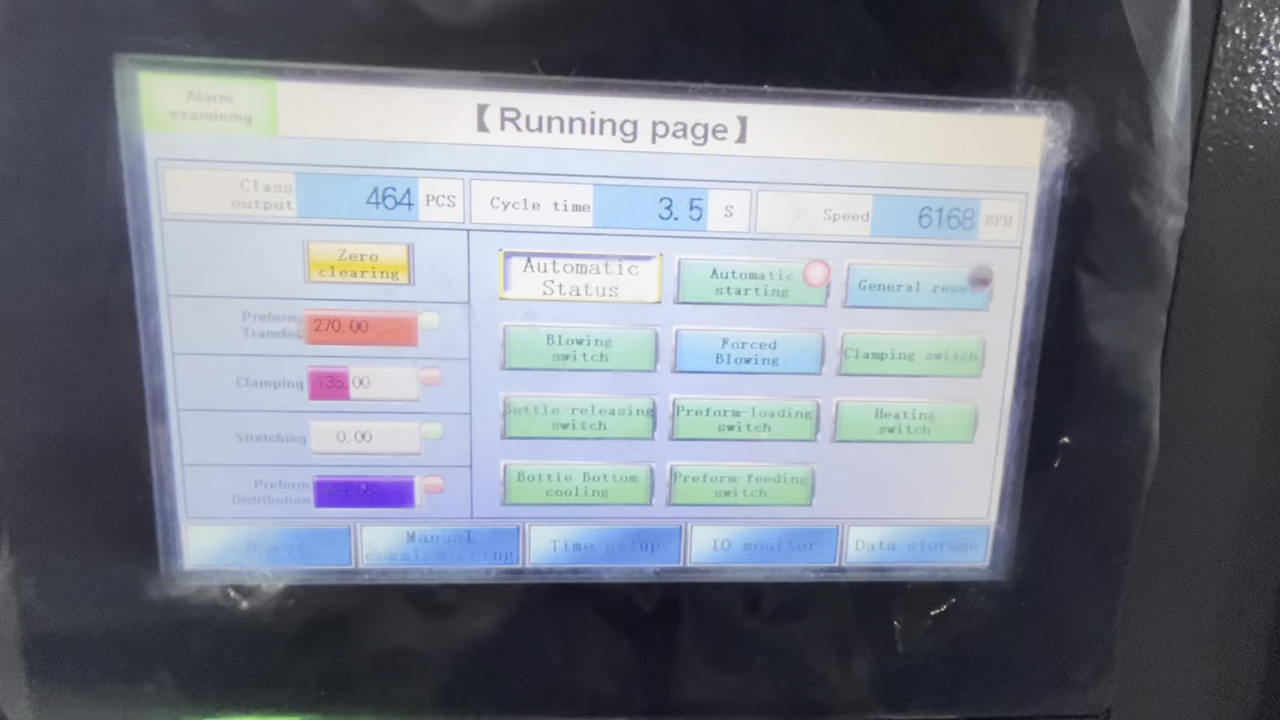 Alarm
examining
【Running page】
Class
output
464
PCS
Cycle time
3.5
S
Speed
6168
BPH
Zero
clearing
Automatic
Status
Automatic
starting
General reset
Preform
Transfer
270.00
Blowing
switch
Forced
Blowing
Clamping switch
Clamping
135.00
Bottle-releasing
switch
Preform-loading
switch
Heating
switch
Stretching
0.00
Preform
Distribution
Bottle Bottom
cooling
Preform-feeding
switch
Manual
commissioning
Time setup
IO monitor
Data storage